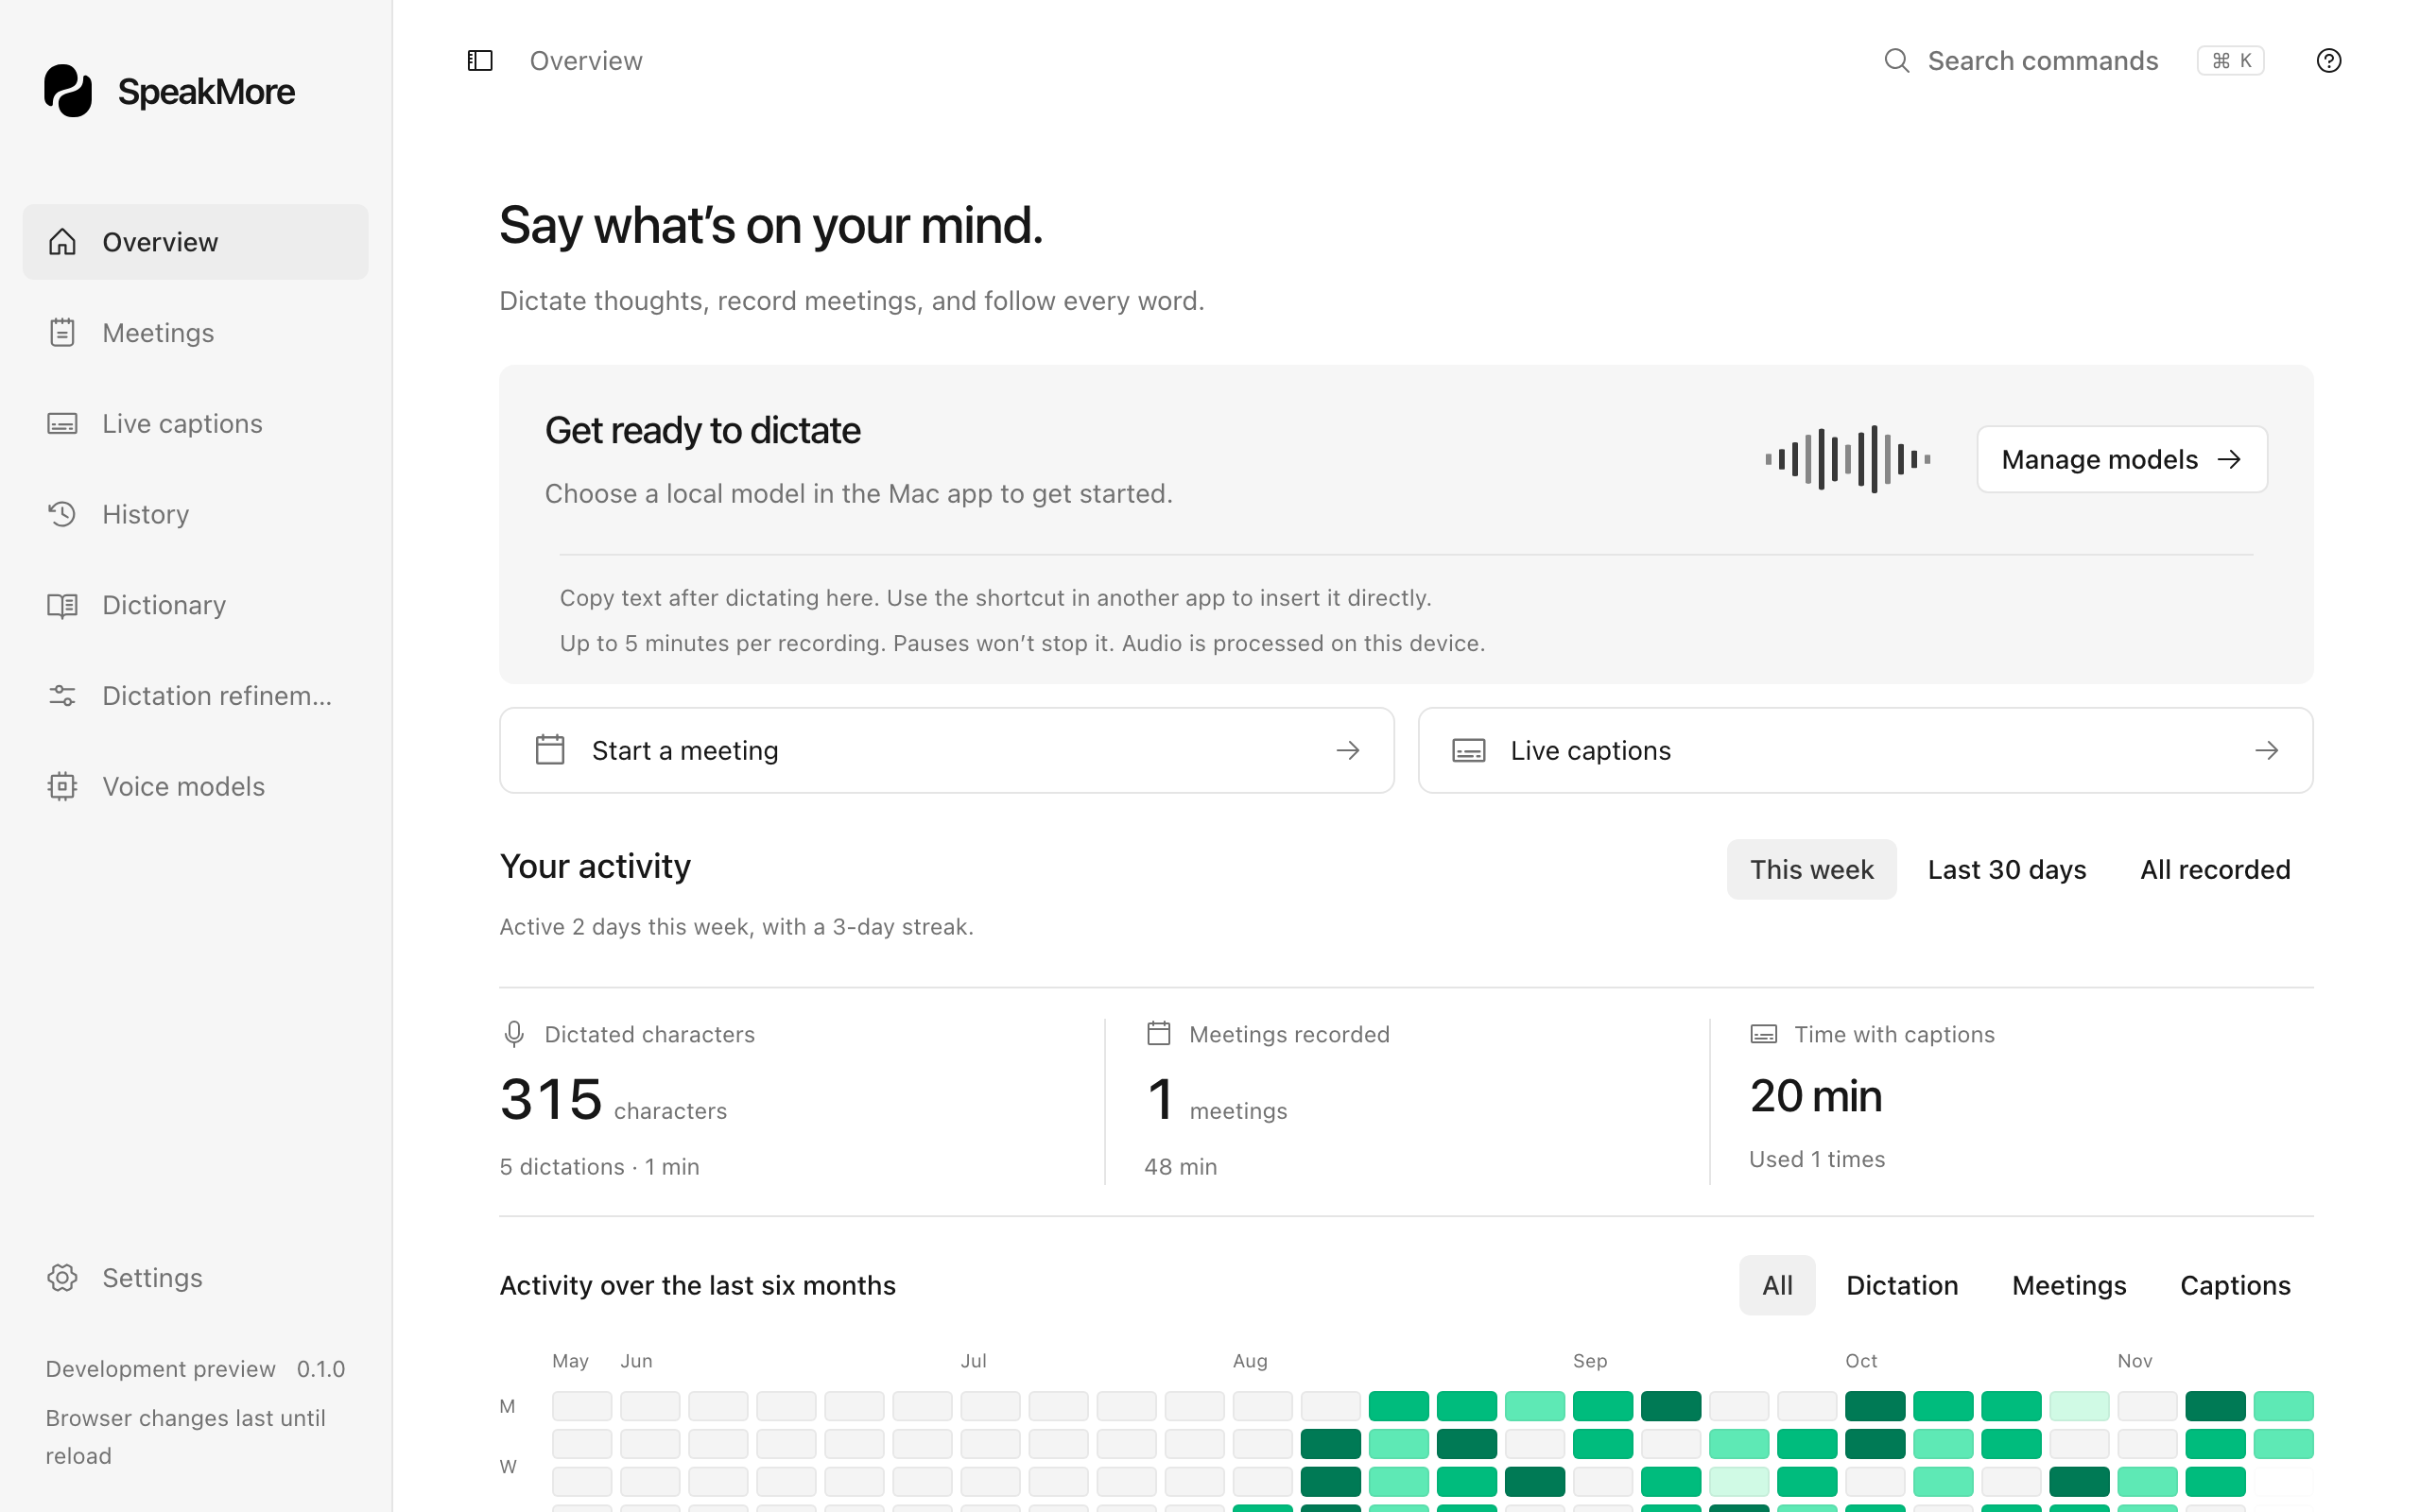 SpeakMore
Overview
Meetings
Live captions
History
Dictionary
Dictation refinem...
Voice models
Settings
Development preview 0.1.0
Browser changes last until
reload
Overview
Search commands ⌘ K
Say what’s on your mind.
Dictate thoughts, record meetings, and follow every word.
Get ready to dictate
Choose a local model in the Mac app to get started.
Manage models
Copy text after dictating here. Use the shortcut in another app to insert it directly.
Up to 5 minutes per recording. Pauses won’t stop it. Audio is processed on this device.
Start a meeting
Live captions
Your activity
This week Last 30 days All recorded
Active 2 days this week, with a 3-day streak.
Dictated characters
315 characters
5 dictations · 1 min
Meetings recorded
1 meetings
48 min
Time with captions
20 min
Used 1 times
Activity over the last six months
All Dictation Meetings Captions
May Jun Jul Aug Sep Oct Nov
M
W